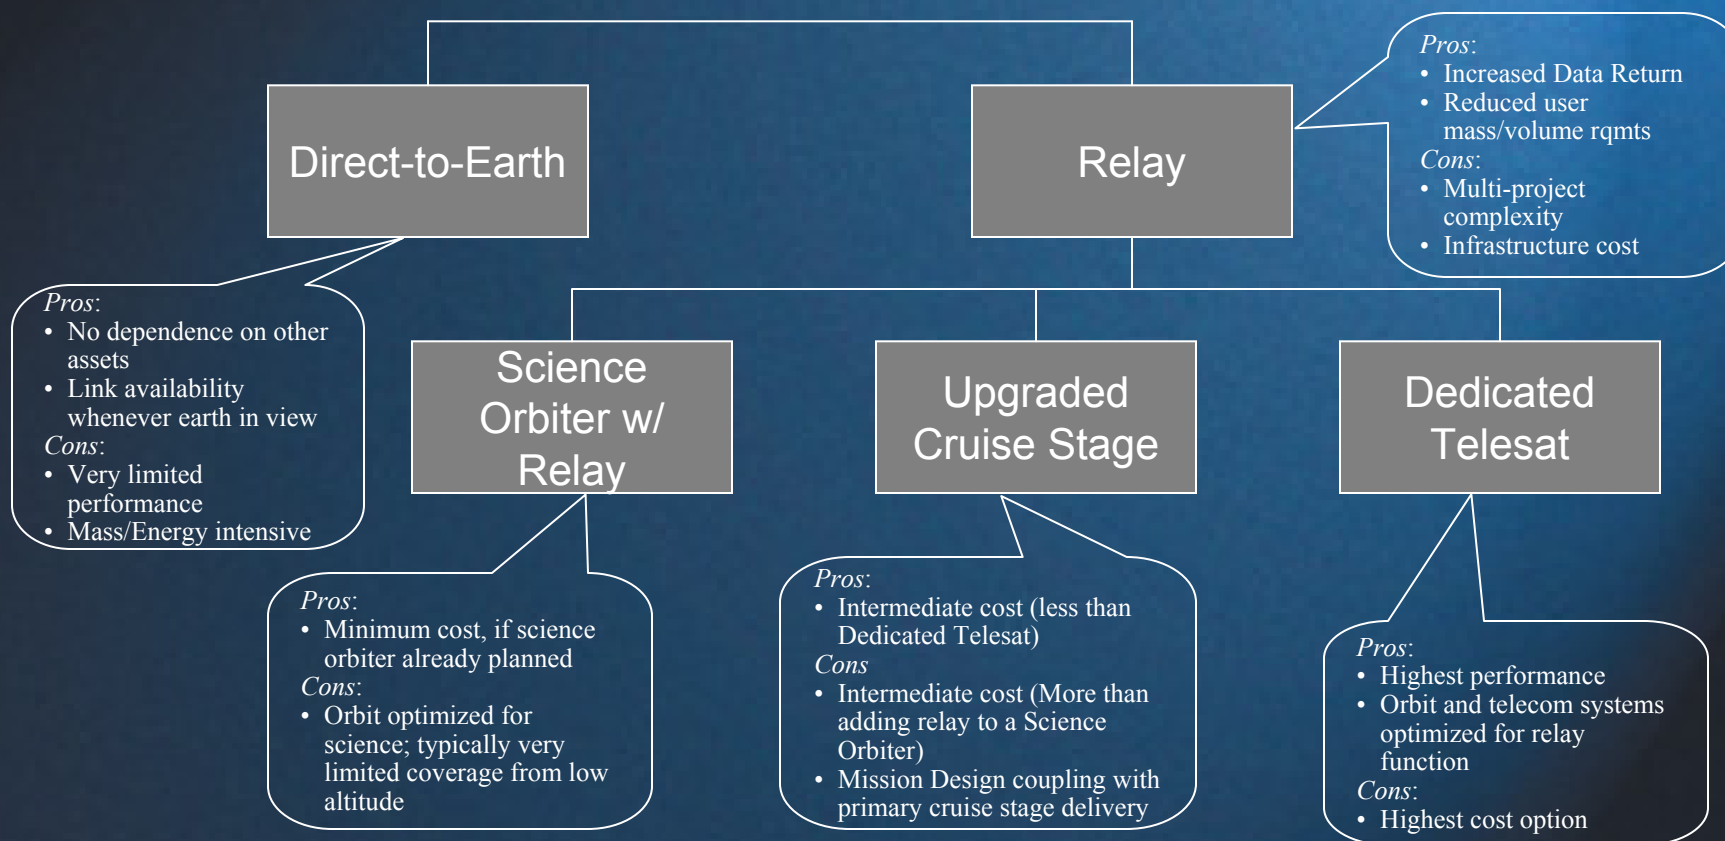 Direct-to-Earth
Relay
Pros:
• Increased Data Return
• Reduced user
mass/volume rqmts
Cons:
• Multi-project
complexity
• Infrastructure cost
Pros:
• No dependence on other
assets
• Link availability
whenever earth in view
Cons:
• Very limited
performance
• Mass/Energy intensive
Science
Orbiter w/
Relay
Upgraded
Cruise Stage
Dedicated
Telesat
Pros:
• Minimum cost, if science
orbiter already planned
Cons:
• Orbit optimized for
science; typically very
limited coverage from low
altitude
Pros:
• Intermediate cost (less than
Dedicated Telesat)
Cons
• Intermediate cost (More than
adding relay to a Science
Orbiter)
• Mission Design coupling with
primary cruise stage delivery
Pros:
• Highest performance
• Orbit and telecom systems
optimized for relay
function
Cons:
• Highest cost option